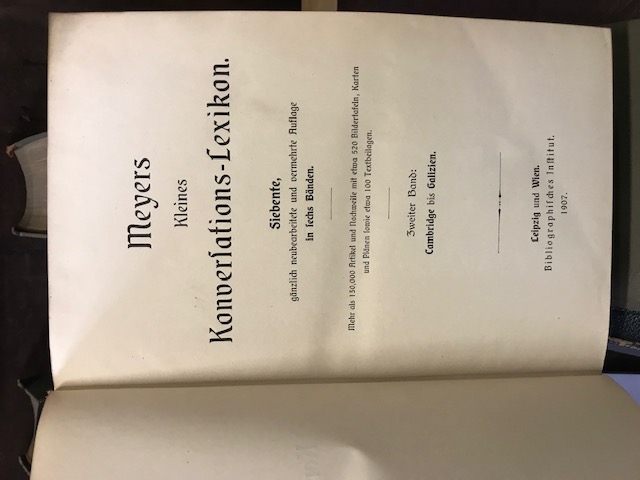 Meyers
Kleines
Konverſations-Lexikon.
Siebente,
gänzlich neubearbeitete und vermehrte Auflage
in ſechs Bänden.
Mehr als 130,000 Artikel und Nachweiſe mit etwa 520 Bildertafeln, Karten
und Plänen ſowie etwa 100 Textbeilagen.
Zweiter Band:
Cambridge bis Galizien.
Leipzig und Wien.
Bibliographiſches Inſtitut.
1907.